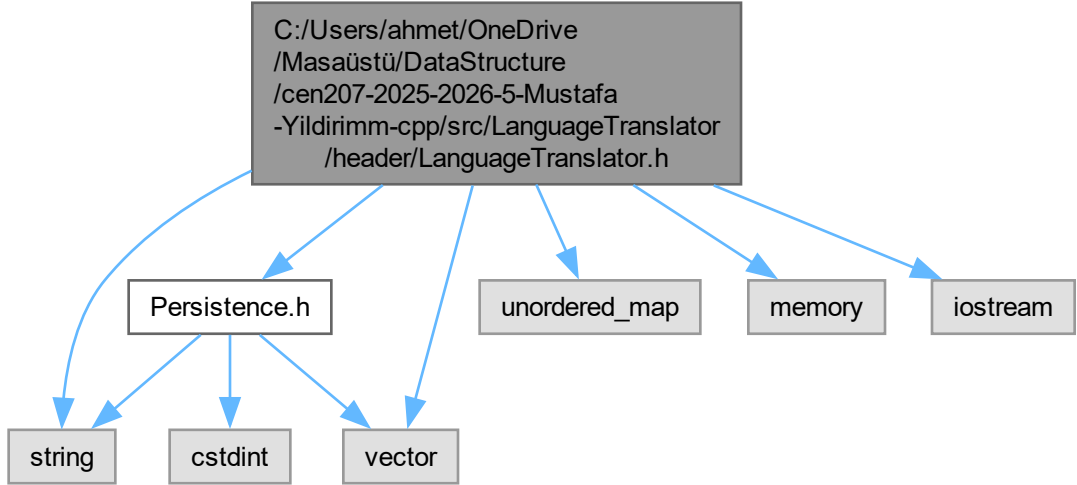 C:/Users/ahmet/OneDrive
/Masaüstü/DataStructure
/cen207-2025-2026-5-Mustafa
-Yildirimm-cpp/src/LanguageTranslator
/header/LanguageTranslator.h
Persistence.h
unordered_map
memory
iostream
string
cstdint
vector